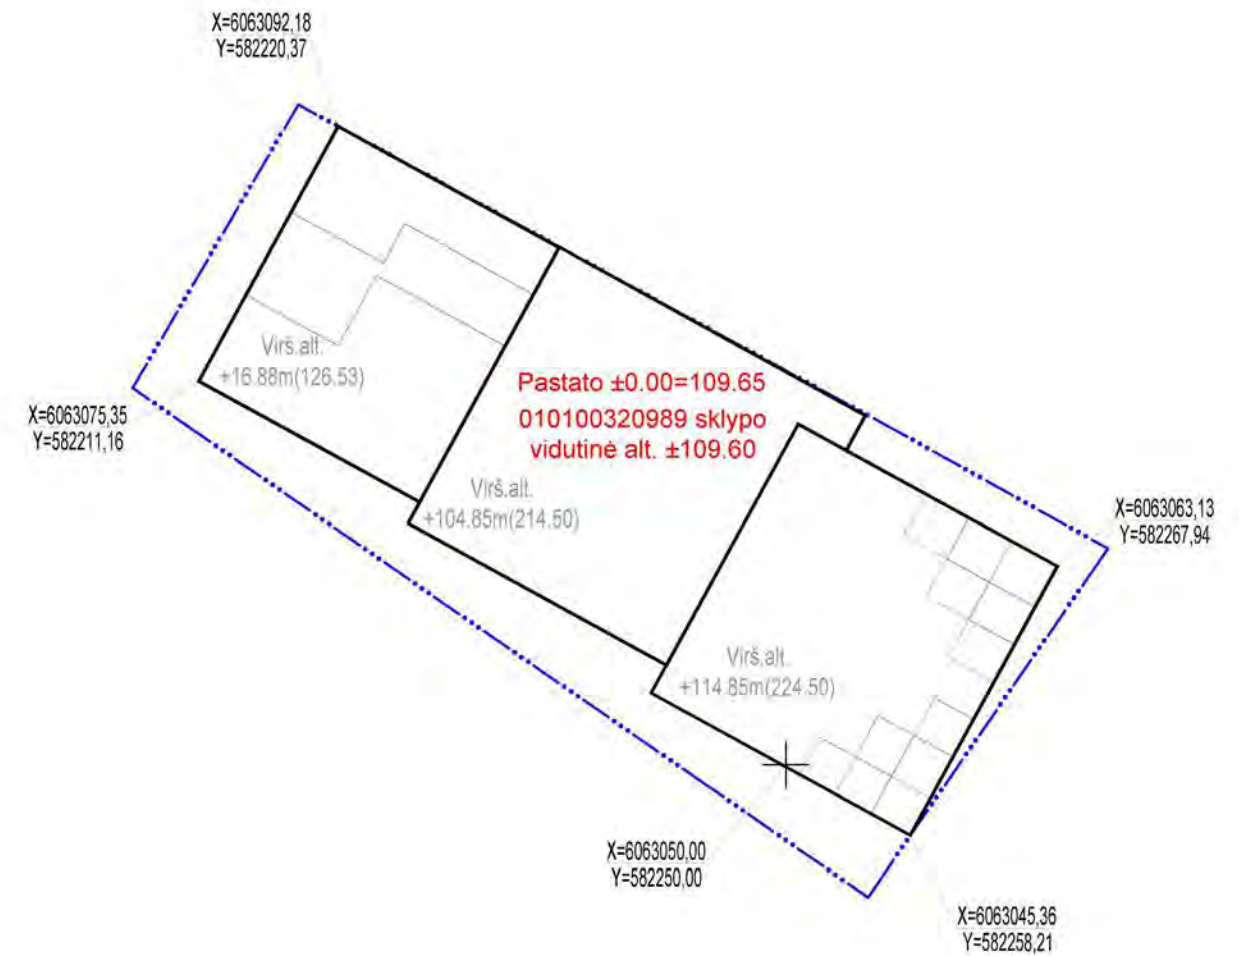 X=6063092,18
Y=582220,37
Virš.alt.
+16.88m(126.53)
Pastato ±0.00=109.65
010100320989 sklypo
vidutinė alt. ±109.60
X=6063075,35
Y=582211,16
Virš.alt.
+104.85m(214.50)
X=6063063,13
Y=582267,94
Virš.alt.
+114.85m(224.50)
X=6063050,00
Y=582250,00
X=6063045,36
Y=582258,21